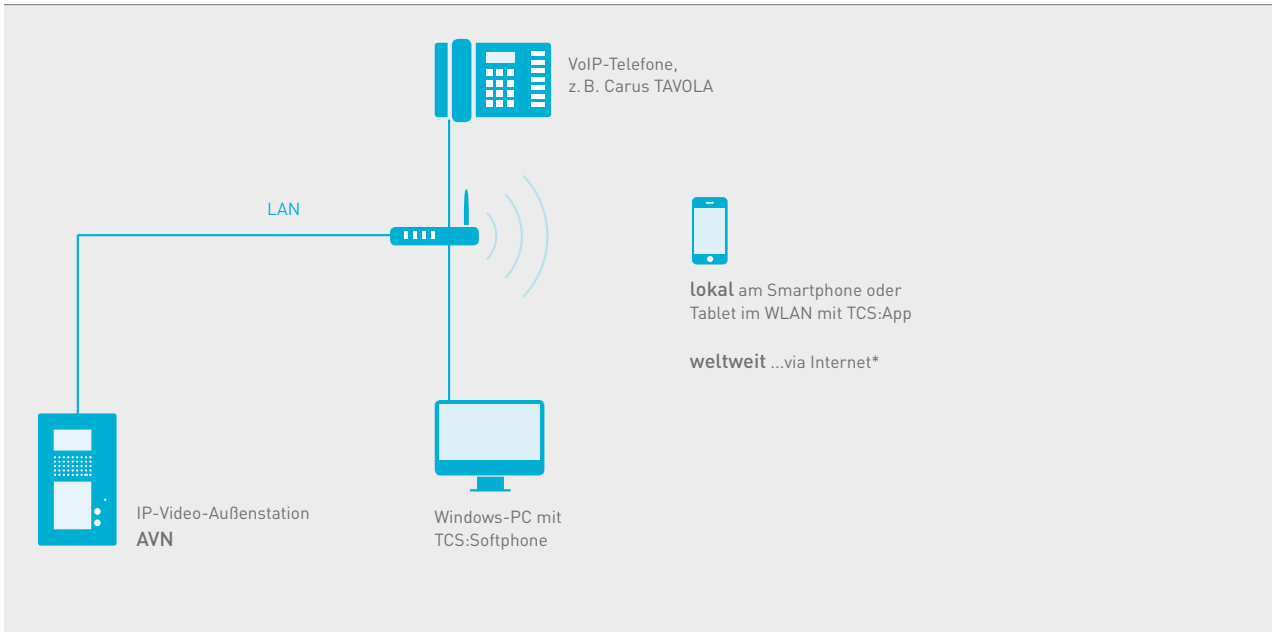 VoIP-Telefone,
z. B. Carus TAVOLA
LAN
lokal am Smartphone oder
Tablet im WLAN mit TCS:App
weltweit ...via Internet*
IP-Video-Außenstation
AVN
Windows-PC mit
TCS:Softphone